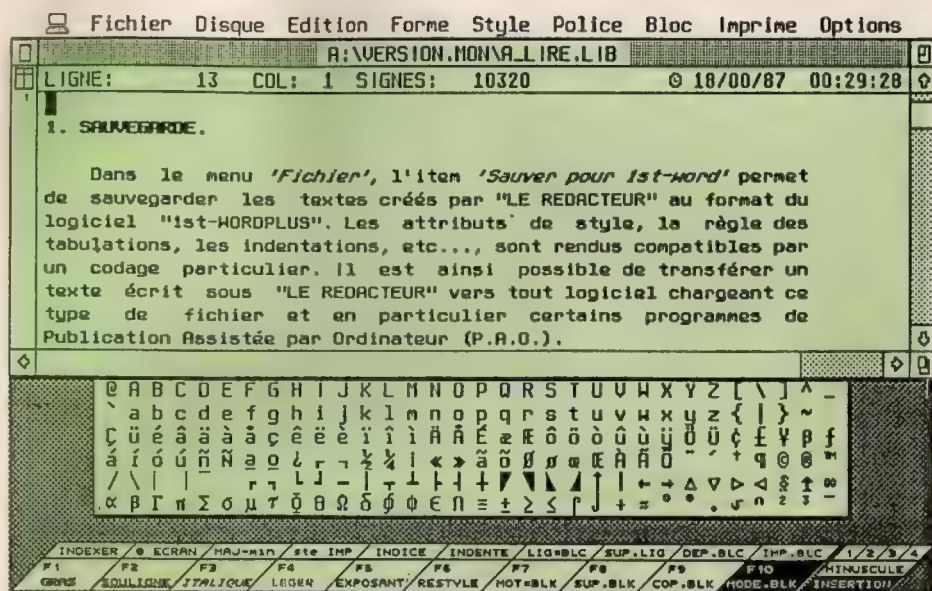 Fichier Disque Edition Forme Style Police Bloc Imprime Options
A:\VERSION.MON\A_LIRE.LIB
LIGNE: 13 COL: 1 SIGNES: 10320 18/00/87 00:29:28
1. SAUVEGARDE.
Dans le menu 'Fichier', l'item 'Sauver pour 1st-word' permet
de sauvegarder les textes créés par "LE REDACTEUR" au format du
logiciel "1st-WORDPLUS". Les attributs de style, la règle des
tabulations, les indentations, etc..., sont rendus compatibles par
un codage particulier. Il est ainsi possible de transférer un
texte écrit sous "LE REDACTEUR" vers tout logiciel chargeant ce
type de fichier et en particulier certains programmes de
Publication Assistée par Ordinateur (P.A.O.).
@ A B C D E F G H I J K L M N O P Q R S T U V W X Y Z [ \ ] ^ _
` a b c d e f g h i j k l m n o p q r s t u v w x y z { | } ~
Ç ü é â ä à å ç ê ë è ï î ì Ä Å É æ Æ ô ö ò û ù ÿ Ö Ü ¢ £ ¥ β ƒ
á í ó ú ñ Ñ a o ¿ ⌐ ¬ ½ ¼ « » ã õ Ø ø œ Œ À Ã Õ ¨ ´ † ¶ © ® ™
α β Γ π Σ σ µ τ Φ θ Ω δ ∮ φ ∈ ∩ ≡ ± ≥ ≤ ⌠ ⌡ ÷ ≈ ° • . √ n 2 3 ¯
INDEXER ECRAN MAJ-min ste IMP INDICE INDENTE LIG=BLC SUP.LIG DEP.BLC IMP.BLC 1/2/3/4
F1 F2 F3 F4 F5 F6 F7 F8 F9 F10 MINUSCULE
GRAS SOULIGNE ITALIQUE LEGER EXPOSANT RESTYLE MOT=BLK SUP.BLK COP.BLK MODE.BLK INSERTION